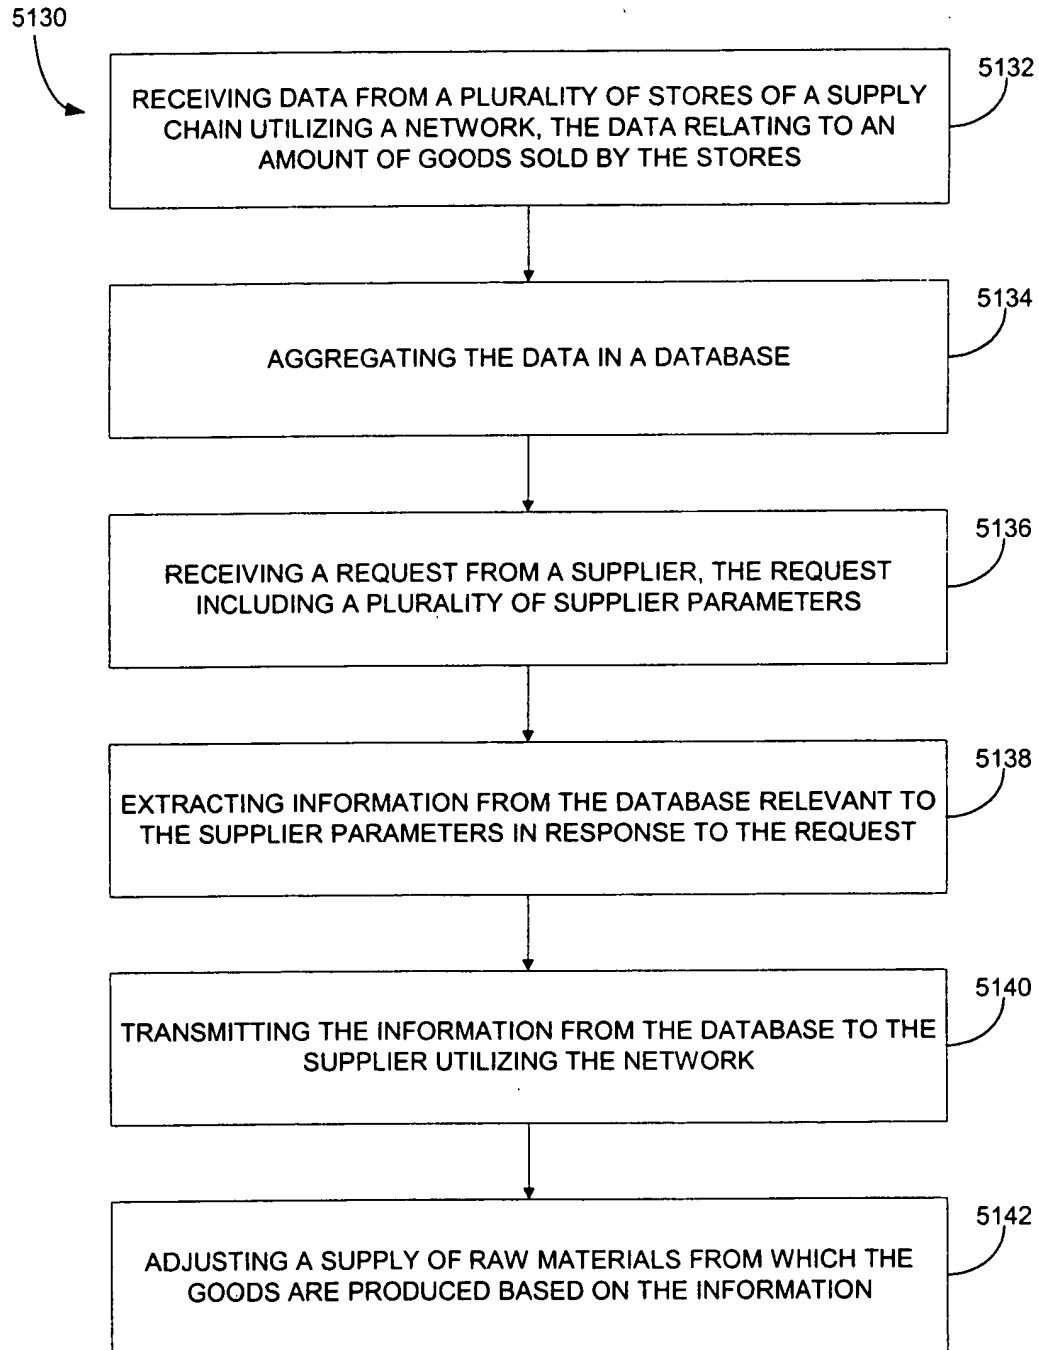 5130
5132
RECEIVING DATA FROM A PLURALITY OF STORES OF A SUPPLY
CHAIN UTILIZING A NETWORK, THE DATA RELATING TO AN
AMOUNT OF GOODS SOLD BY THE STORES
5134
AGGREGATING THE DATA IN A DATABASE
5136
RECEIVING A REQUEST FROM A SUPPLIER, THE REQUEST
INCLUDING A PLURALITY OF SUPPLIER PARAMETERS
5138
EXTRACTING INFORMATION FROM THE DATABASE RELEVANT TO
THE SUPPLIER PARAMETERS IN RESPONSE TO THE REQUEST
5140
TRANSMITTING THE INFORMATION FROM THE DATABASE TO THE
SUPPLIER UTILIZING THE NETWORK
5142
ADJUSTING A SUPPLY OF RAW MATERIALS FROM WHICH THE
GOODS ARE PRODUCED BASED ON THE INFORMATION